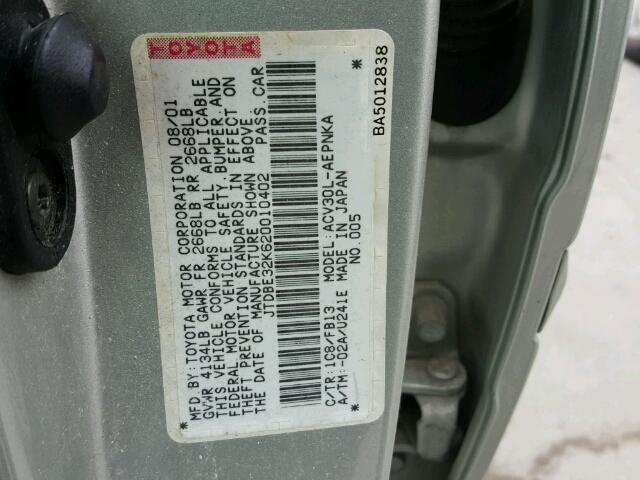 TOYOTA
MFD. BY:TOYOTA MOTOR CORPORATION 08/01
GVWR 4134LB GAWR FR 2668LB RR 2668LB
THIS VEHICLE CONFORMS TO ALL APPLICABLE
FEDERAL MOTOR VEHICLE SAFETY, BUMPER, AND
THEFT PREVENTION STANDARDS IN EFFECT ON
THE DATE OF MANUFACTURE SHOWN ABOVE.
JTDBE32K620010402 PASS. CAR
* *
C/TR:1C8/FB13 MODEL:ACV30L-AEPNKA
A/TM:-02A/U241E MADE IN JAPAN
* NO.005 *
BA5012838